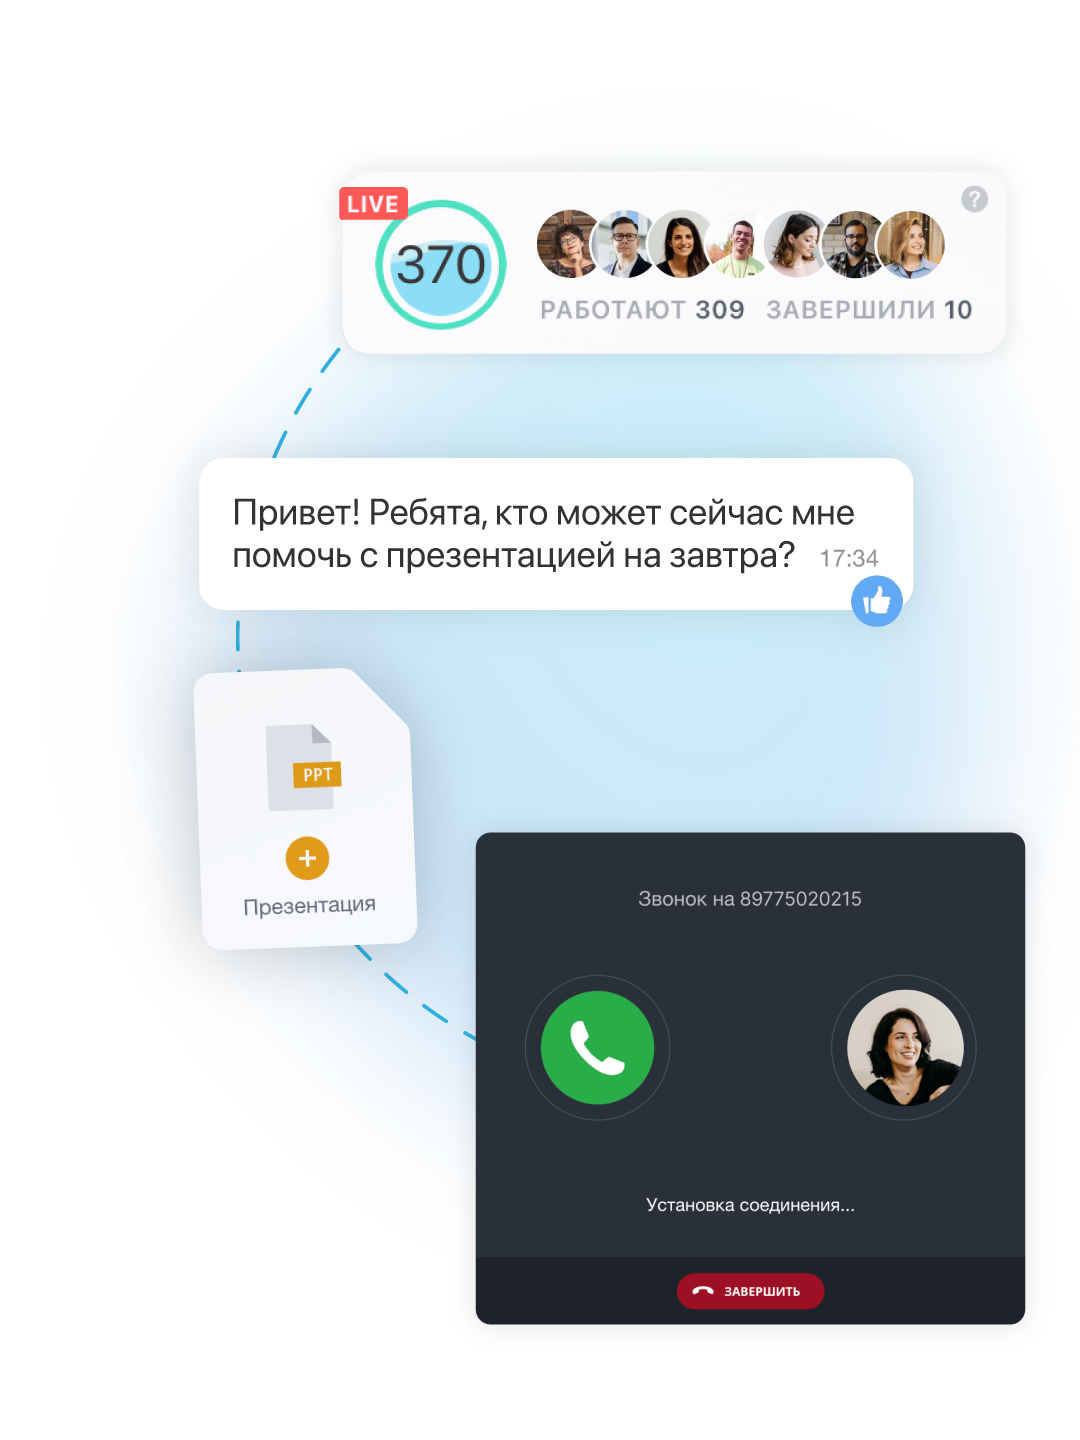 LIVE
370
?
РАБОТАЮТ 309 ЗАВЕРШИЛИ 10
Привет! Ребята, кто может сейчас мне
помочь с презентацией на завтра? 17:34
PPT
+
Презентация
Звонок на 89775020215
Установка соединения...
ЗАВЕРШИТЬ